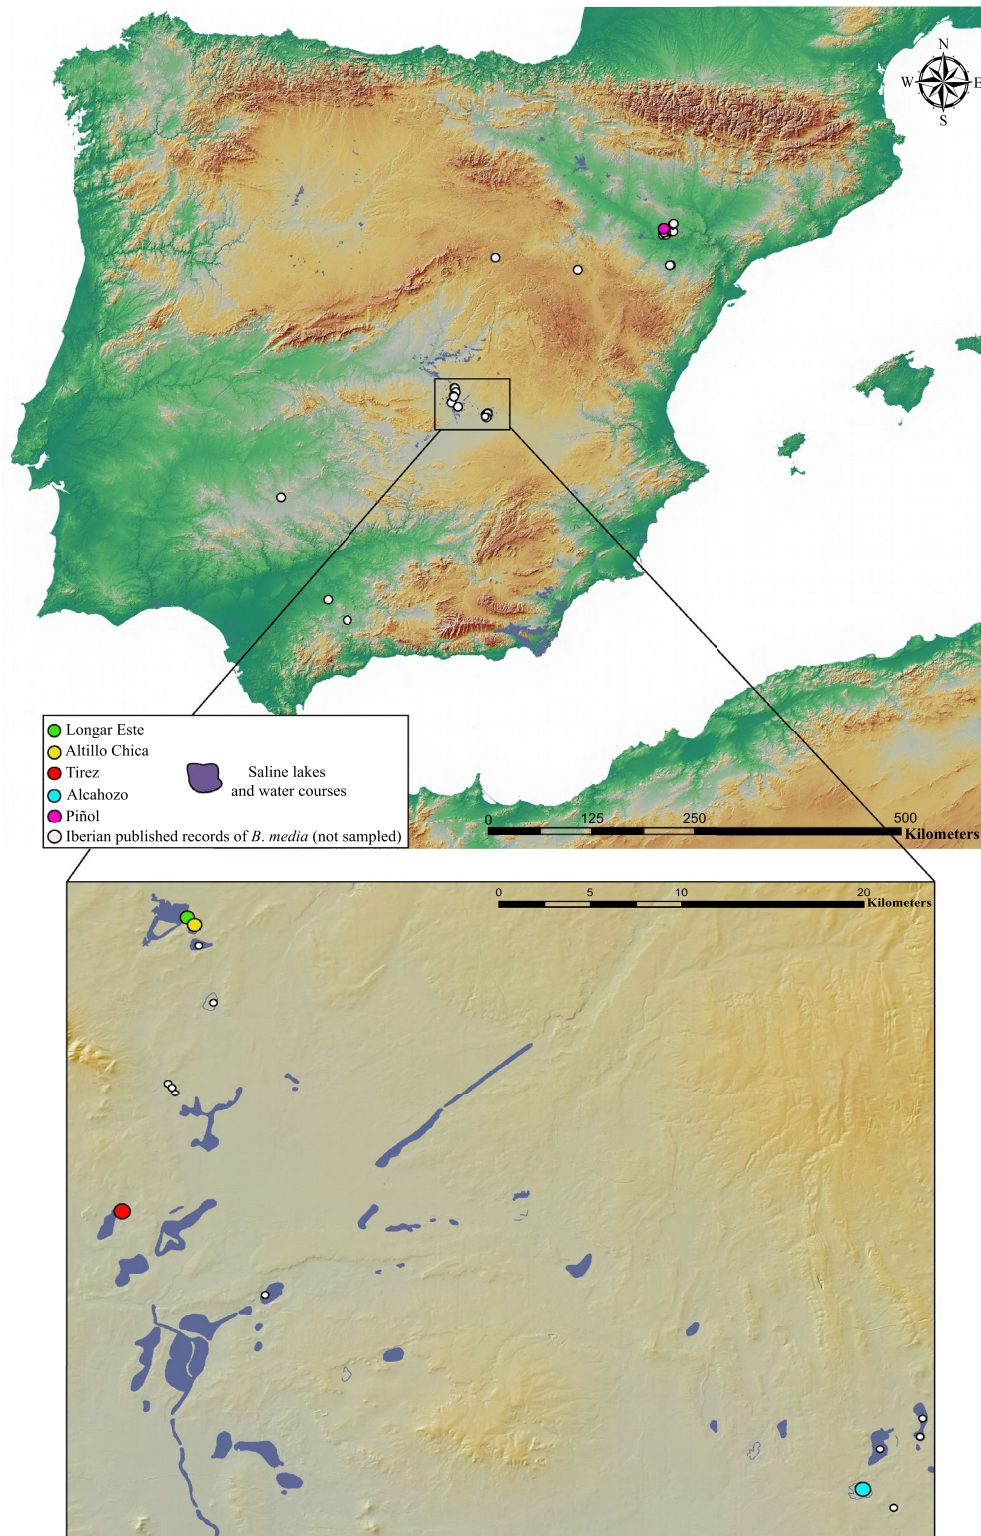 N
W E
S
Longar Este
Altillo Chica
Tirez
Alcahozo
Piñol
Iberian published records of B. media (not sampled)
Saline lakes
and water courses
0 125 250 500
Kilometers
0 5 10 20
Kilometers